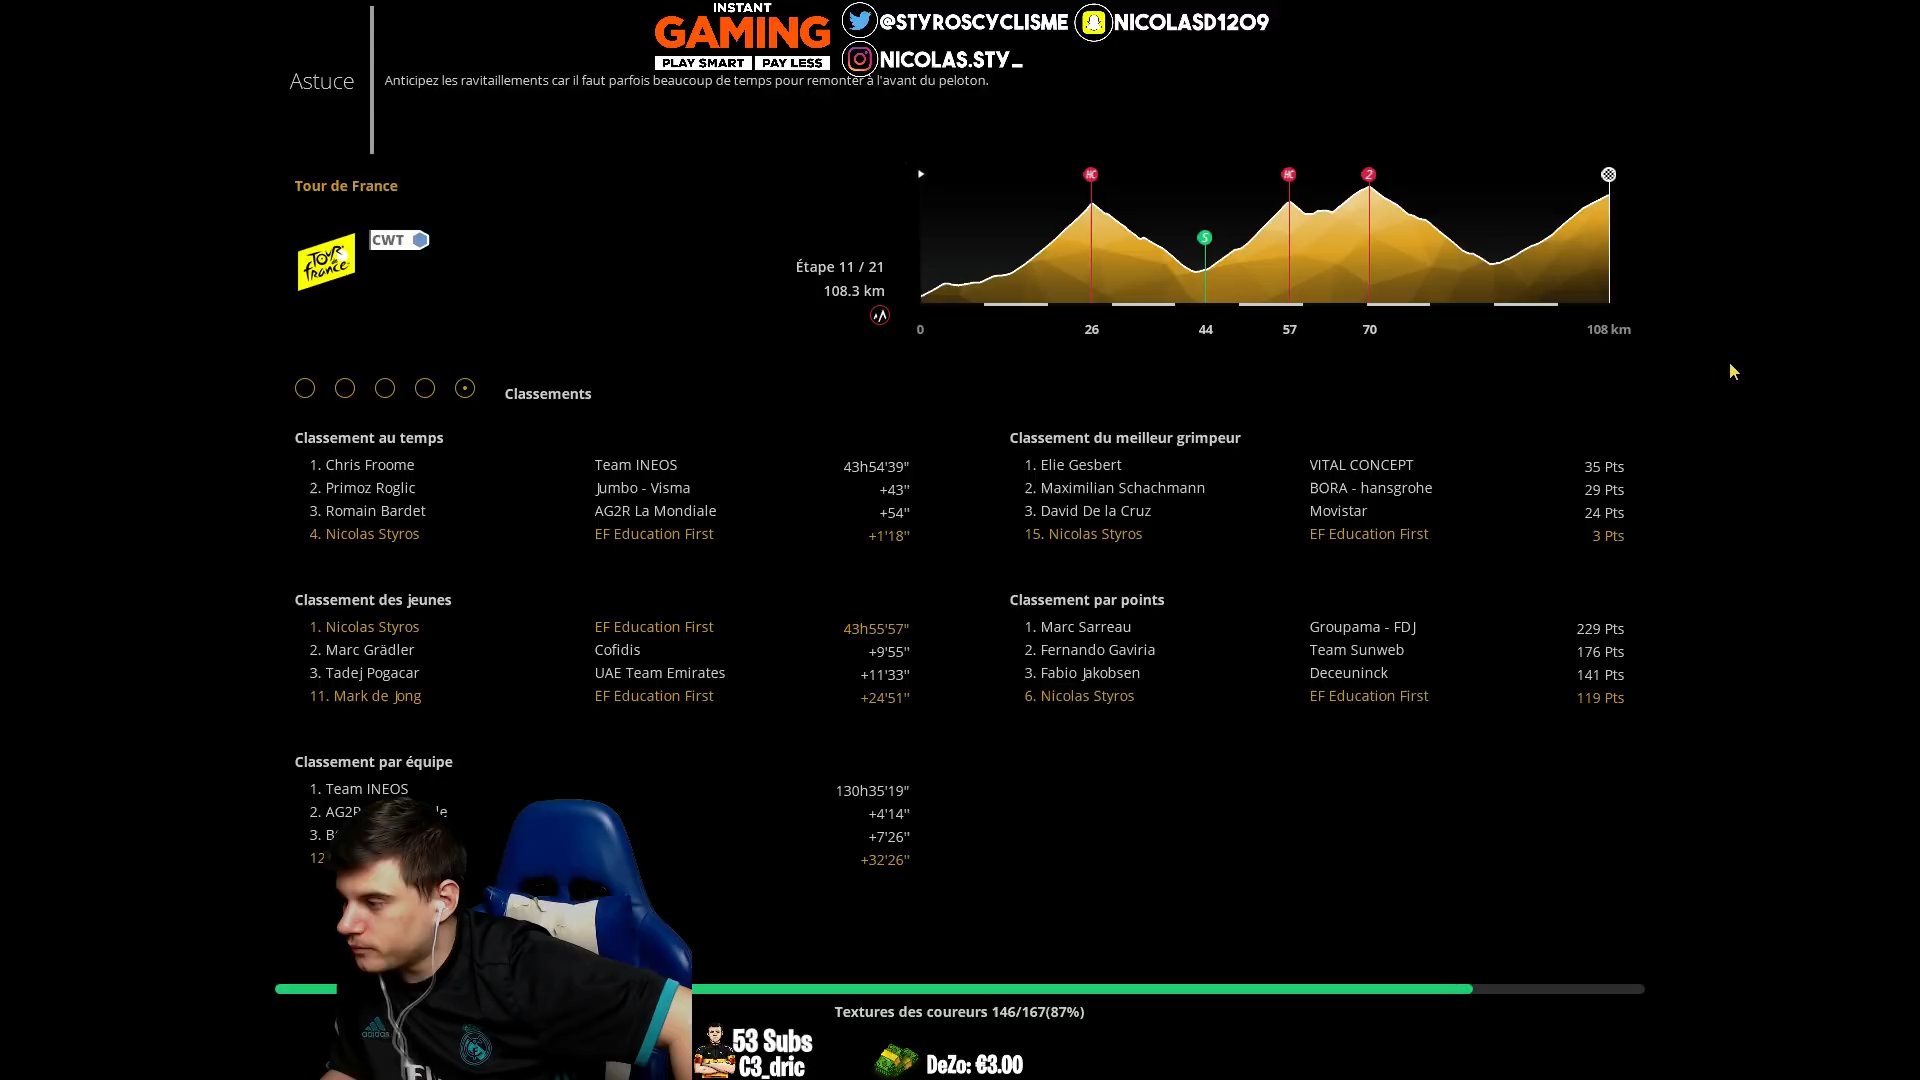 INSTANT
GAMING
PLAY SMART PAY LESS
@STYROSCYCLISME
NICOLASD1209
NICOLAS.STY_
Astuce
Anticipez les ravitaillements car il faut parfois beaucoup de temps pour remonter à l'avant du peloton.
Tour de France
TOUR de france
CWT
Étape 11 / 21
108.3 km
HC HC 2
S
0 26 44 57 70 108 km
Classements
Classement au temps
1. Chris Froome Team INEOS 43h54'39"
2. Primoz Roglic Jumbo - Visma +43''
3. Romain Bardet AG2R La Mondiale +54''
4. Nicolas Styros EF Education First +1'18''
Classement du meilleur grimpeur
1. Elie Gesbert VITAL CONCEPT 35 Pts
2. Maximilian Schachmann BORA - hansgrohe 29 Pts
3. David De la Cruz Movistar 24 Pts
15. Nicolas Styros EF Education First 3 Pts
Classement des jeunes
1. Nicolas Styros EF Education First 43h55'57"
2. Marc Grädler Cofidis +9'55''
3. Tadej Pogacar UAE Team Emirates +11'33''
11. Mark de Jong EF Education First +24'51''
Classement par points
1. Marc Sarreau Groupama - FDJ 229 Pts
2. Fernando Gaviria Team Sunweb 176 Pts
3. Fabio Jakobsen Deceuninck 141 Pts
6. Nicolas Styros EF Education First 119 Pts
Classement par équipe
1. Team INEOS 130h35'19"
2. +4'14''
3. +7'26''
12 +32'26''
Textures des coureurs 146/167(87%)
adidas
53 Subs
C3_dric
DeZo: €3.00